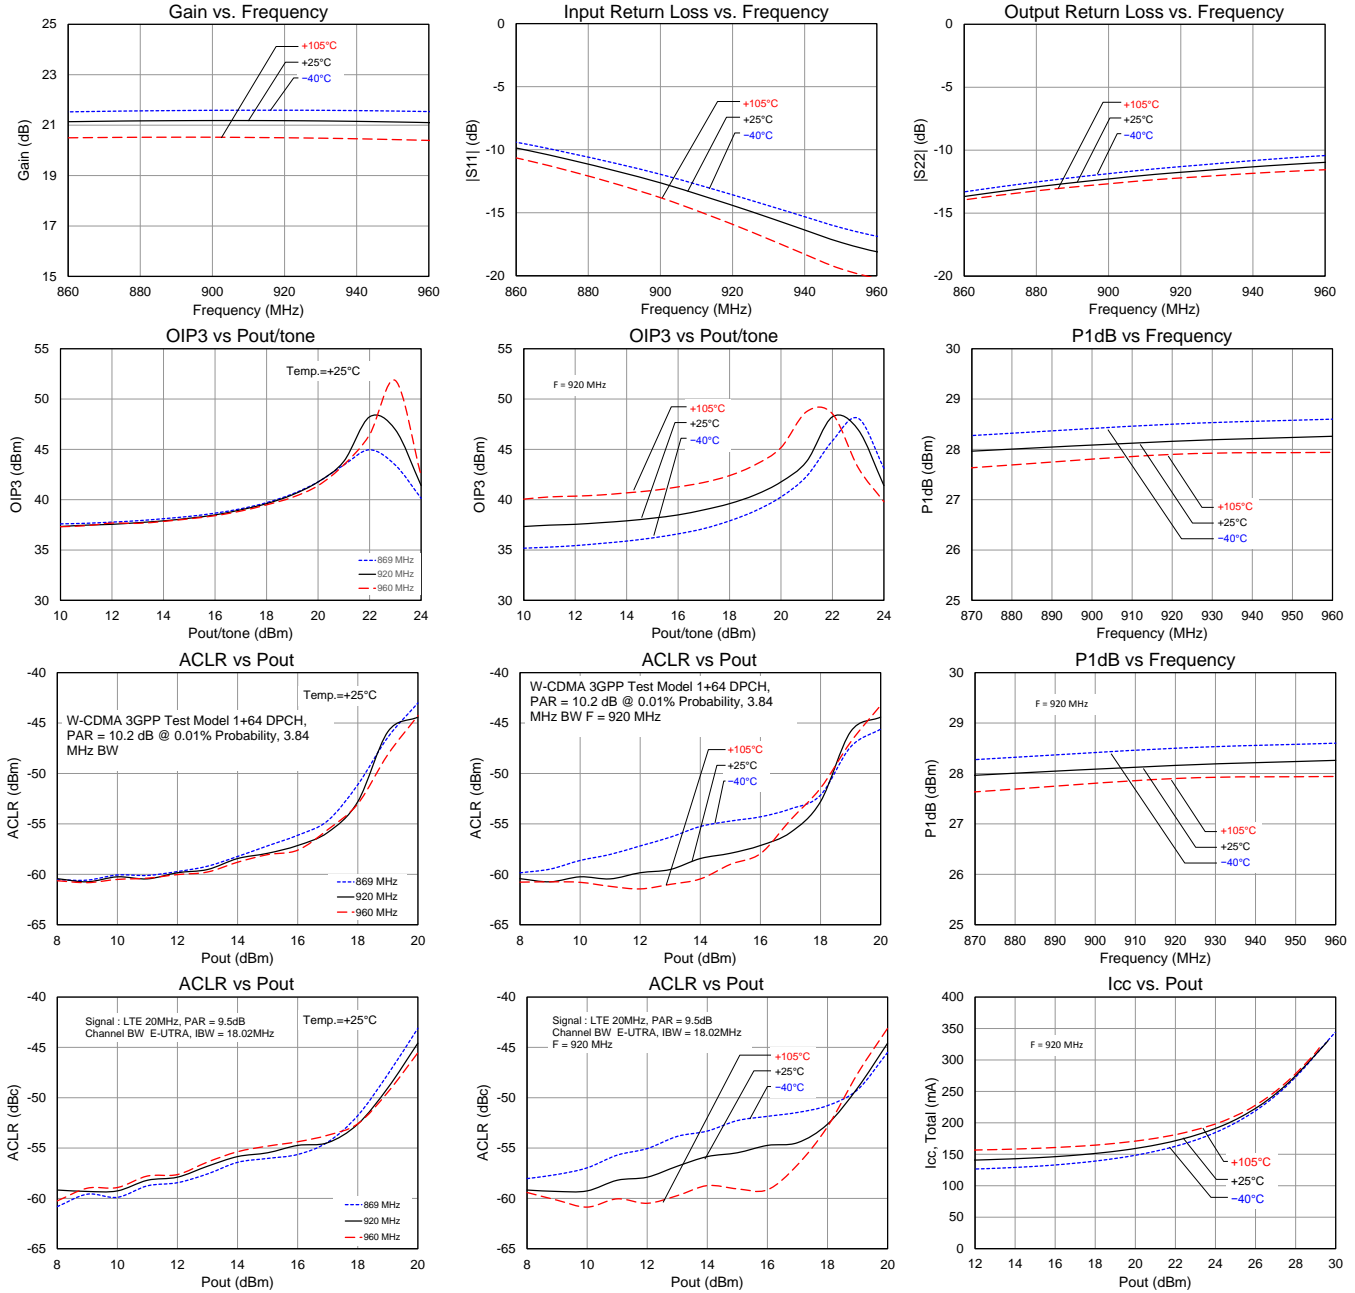 Gain vs. Frequency
25
23
21
19
17
15
Gain (dB)
+105°C
+25°C
−40°C
860
880
900
920
940
960
Frequency (MHz)
Input Return Loss vs. Frequency
0
-5
-10
-15
-20
|S11| (dB)
+105°C
+25°C
−40°C
860
880
900
920
940
960
Frequency (MHz)
Output Return Loss vs. Frequency
0
-5
-10
-15
-20
|S22| (dB)
+105°C
+25°C
−40°C
860
880
900
920
940
960
Frequency (MHz)
OIP3 vs Pout/tone
55
50
45
40
35
30
OIP3 (dBm)
Temp.=+25°C
869 MHz
920 MHz
960 MHz
10
12
14
16
18
20
22
24
Pout/tone (dBm)
OIP3 vs Pout/tone
55
50
45
40
35
30
OIP3 (dBm)
F = 920 MHz
+105°C
+25°C
−40°C
10
12
14
16
18
20
22
24
Pout/tone (dBm)
P1dB vs Frequency
30
29
28
27
26
25
P1dB (dBm)
+105°C
+25°C
−40°C
870
880
890
900
910
920
930
940
950
960
Frequency (MHz)
ACLR vs Pout
-40
-45
-50
-55
-60
-65
ACLR (dBm)
Temp.=+25°C
W-CDMA 3GPP Test Model 1+64 DPCH,
PAR = 10.2 dB @ 0.01% Probability, 3.84
MHz BW
869 MHz
920 MHz
960 MHz
8
10
12
14
16
18
20
Pout (dBm)
ACLR vs Pout
-40
-45
-50
-55
-60
-65
ACLR (dBm)
W-CDMA 3GPP Test Model 1+64 DPCH,
PAR = 10.2 dB @ 0.01% Probability, 3.84
MHz BW F = 920 MHz
+105°C
+25°C
−40°C
8
10
12
14
16
18
20
Pout (dBm)
P1dB vs Frequency
30
29
28
27
26
25
P1dB (dBm)
F = 920 MHz
+105°C
+25°C
−40°C
870
880
890
900
910
920
930
940
950
960
Frequency (MHz)
ACLR vs Pout
-40
-45
-50
-55
-60
-65
ACLR (dBc)
Signal : LTE 20MHz, PAR = 9.5dB
Channel BW E-UTRA, IBW = 18.02MHz
Temp.=+25°C
869 MHz
920 MHz
960 MHz
8
10
12
14
16
18
20
Pout (dBm)
ACLR vs Pout
-40
-45
-50
-55
-60
-65
ACLR (dBc)
Signal : LTE 20MHz, PAR = 9.5dB
Channel BW E-UTRA, IBW = 18.02MHz
F = 920 MHz
+105°C
+25°C
−40°C
8
10
12
14
16
18
20
Pout (dBm)
Icc vs. Pout
400
350
300
250
200
150
100
50
0
Icc, Total (mA)
F = 920 MHz
+105°C
+25°C
−40°C
12
14
16
18
20
22
24
26
28
30
Pout (dBm)